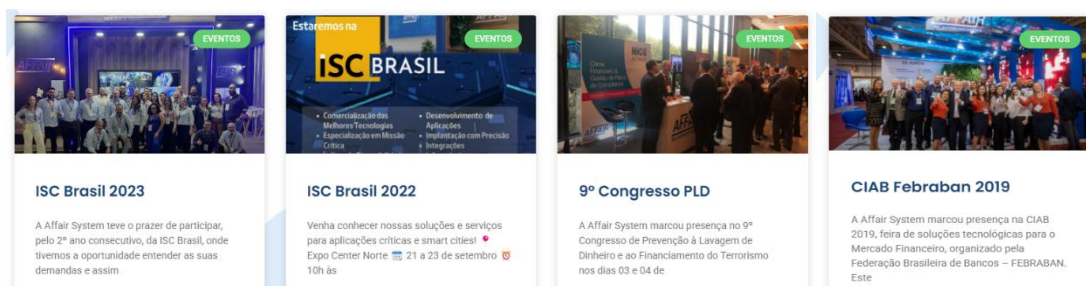 EVENTOS
AFFAIR
ISC Brasil 2023
A Affair System teve o prazer de participar,
pelo 2º ano consecutivo, da ISC Brasil, onde
tivemos a oportunidade entender as suas
demandas e assim
Estaremos na
EVENTOS
ISC BRASIL
• Comercialização das
Melhores Tecnologias
• Especialização em Missão
Crítica
• Desenvolvimento de
Aplicações
• Implantação com Precisão
• Integrações
ISC Brasil 2022
Venha conhecer nossas soluções e serviços
para aplicações críticas e smart cities!
Expo Center Norte 21 a 23 de setembro
10h às
EVENTOS
NICE
Crime
Financeiro &
AFFAIR
9º Congresso PLD
A Affair System marcou presença no 9º
Congresso de Prevenção à Lavagem de
Dinheiro e ao Financiamento do Terrorismo
nos dias 03 e 04 de
AFFAIR
EVENTOS
CIAB Febraban 2019
A Affair System marcou presença na CIAB
2019, feira de soluções tecnológicas para o
Mercado Financeiro, organizado pela
Federação Brasileira de Bancos – FEBRABAN.
Este